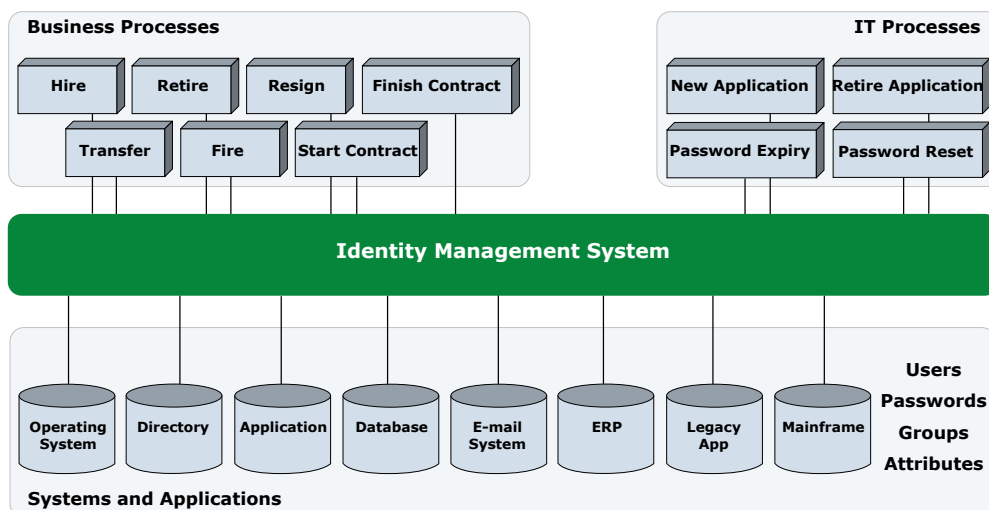 Business Processes
IT Processes
Hire
Retire
Resign
Finish Contract
New Application
Retire Application
Transfer
Fire
Start Contract
Password Expiry
Password Reset
Identity Management System
Users
Passwords
Groups
Attributes
Operating
System
Directory
Application
Database
E-mail
System
ERP
Legacy
App
Mainframe
Systems and Applications